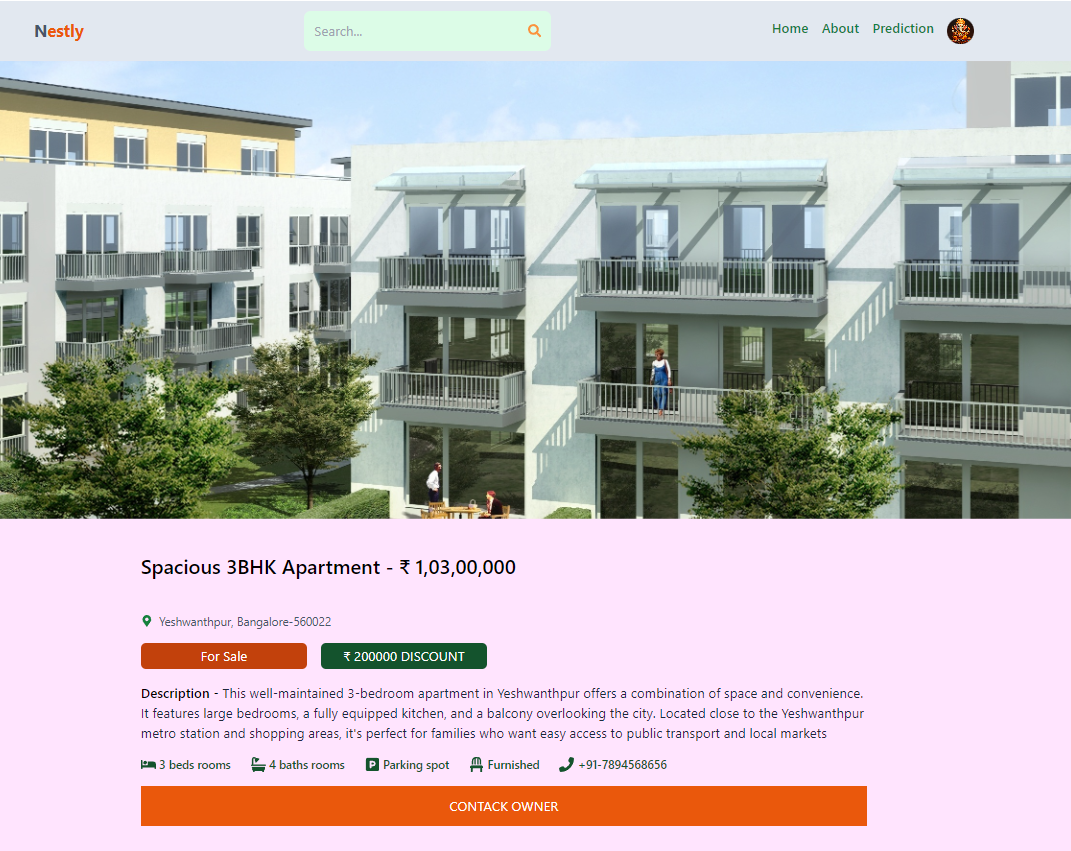 Nestly
Search...
Home About Prediction
Spacious 3BHK Apartment - ₹ 1,03,00,000
Yeshwanthpur, Bangalore-560022
For Sale
₹ 200000 DISCOUNT
Description - This well-maintained 3-bedroom apartment in Yeshwanthpur offers a combination of space and convenience.
It features large bedrooms, a fully equipped kitchen, and a balcony overlooking the city. Located close to the Yeshwanthpur
metro station and shopping areas, it's perfect for families who want easy access to public transport and local markets
3 beds rooms 4 baths rooms Parking spot Furnished +91-7894568656
CONTACK OWNER